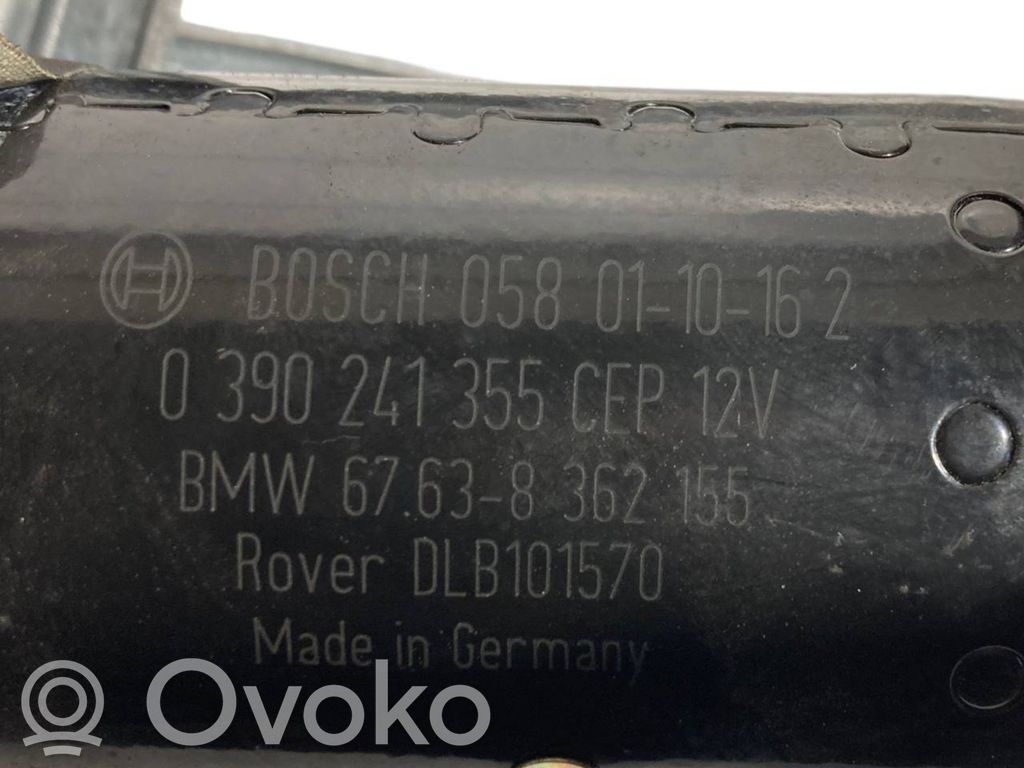 BOSCH 058 01-10-16 2
0 390 241 355 CEP 12V
BMW 67.63-8 362 155
Rover DLB101570
Made in Germany
Ovoko